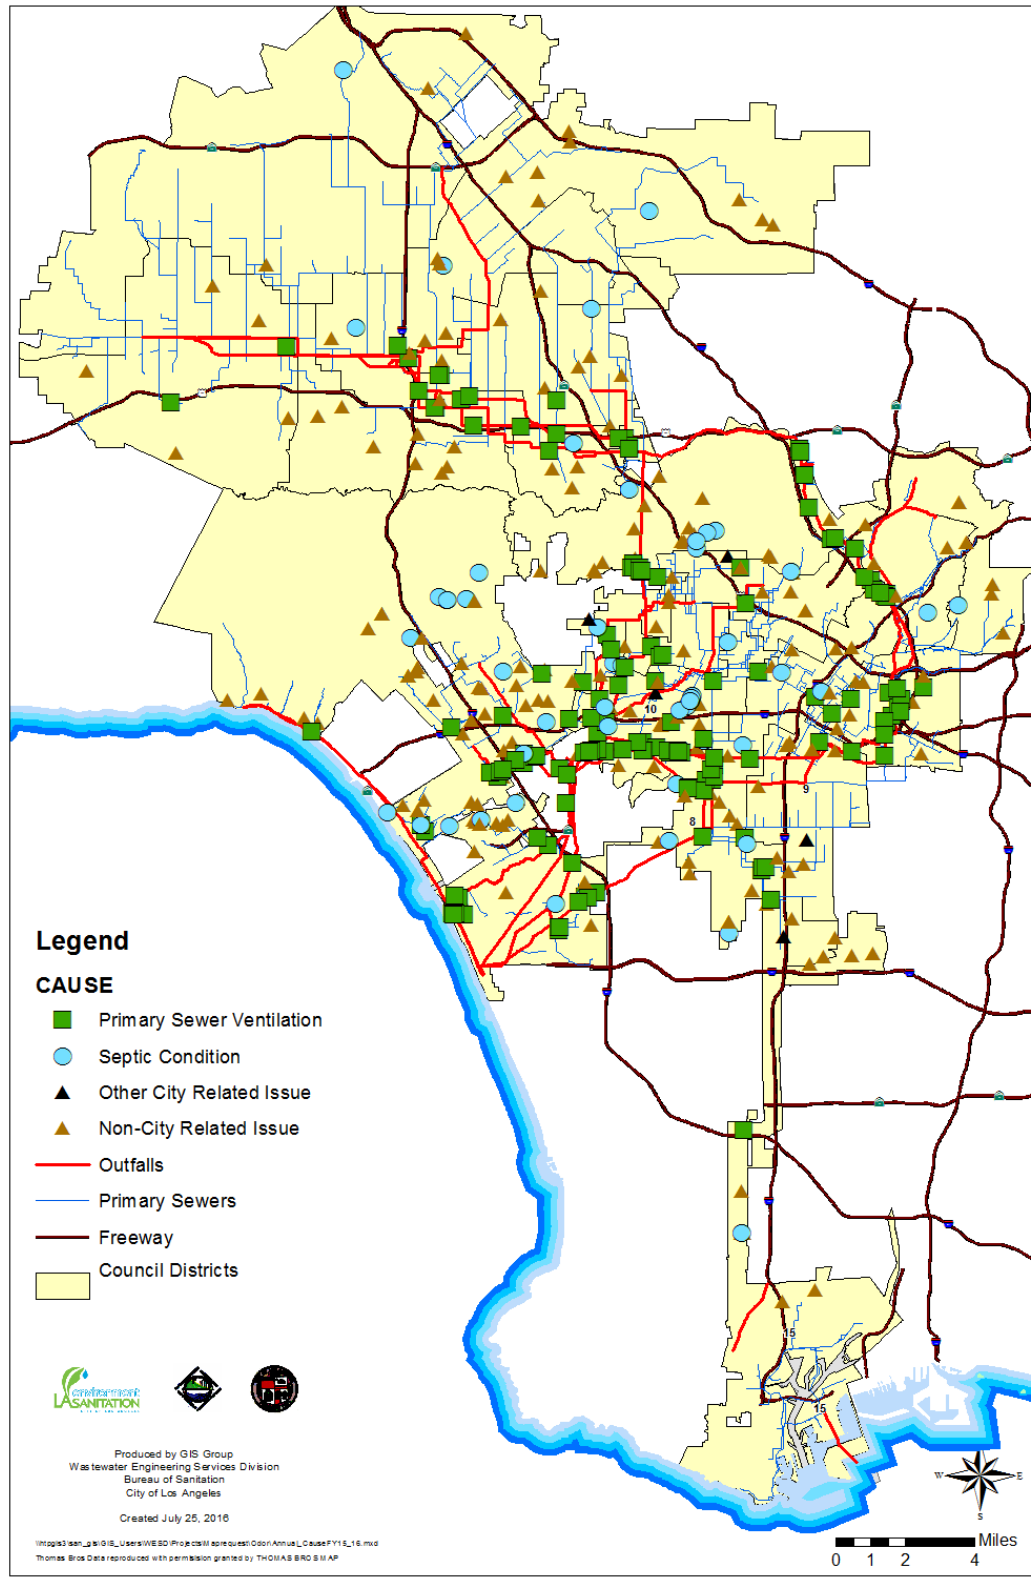 10
9
8
Legend
CAUSE
Primary Sewer Ventilation
Septic Condition
Other City Related Issue
Non-City Related Issue
Outfalls
Primary Sewers
Freeway
Council Districts
15
15
environment
LA SANITATION
Produced by GIS Group
Wastewater Engineering Services Division
Bureau of Sanitation
City of Los Angeles
Created July 25, 2016
Thomas Bros Data reproduced with permission granted by THOMAS BROS MAP
W E
S
Miles
0 1 2 4